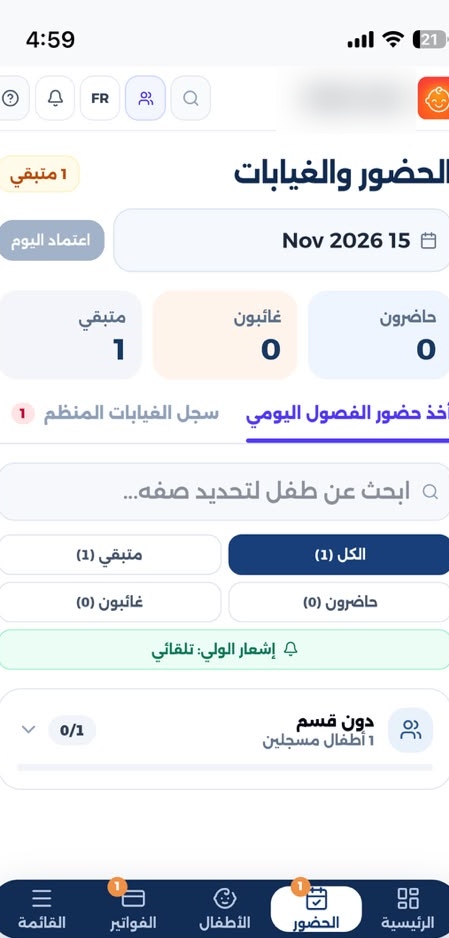 4:59
21
FR
الحضور والغيابات
1 متبقي
15 Nov 2026
اعتماد اليوم
حاضرون
0
غائبون
0
متبقي
1
أخذ حضور الفصول اليومي
سجل الغيابات المنظم
1
ابحث عن طفل لتحديد صفه...
الكل (1)
متبقي (1)
حاضرون (0)
غائبون (0)
إشعار الولي: تلقائي
دون قسم
1 أطفال مسجلين
0/1
الرئيسية
1
الحضور
الأطفال
1
الفواتير
القائمة